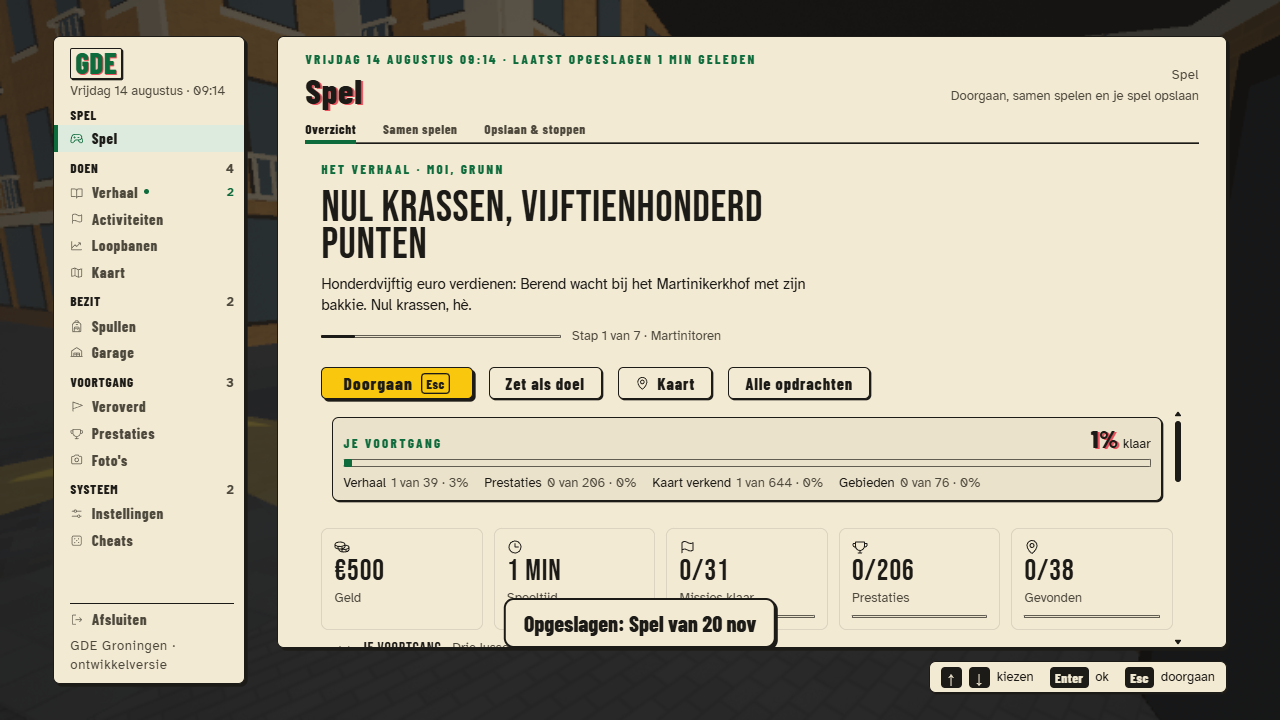 GDE
Vrijdag 14 augustus · 09:14
SPEL
Spel
DOEN 4
Verhaal 2
Activiteiten
Loopbanen
Kaart
BEZIT 2
Spullen
Garage
VOORTGANG 3
Veroverd
Prestaties
Foto's
SYSTEEM 2
Instellingen
Cheats
Afsluiten
GDE Groningen ·
ontwikkelversie
VRIJDAG 14 AUGUSTUS 09:14 · LAATST OPGESLAGEN 1 MIN GELEDEN
Spel
Spel
Doorgaan, samen spelen en je spel opslaan
Overzicht Samen spelen Opslaan & stoppen
HET VERHAAL · MOI, GRUNN
NUL KRASSEN, VIJFTIENHONDERD
PUNTEN
Honderdvijftig euro verdienen: Berend wacht bij het Martinikerkhof met zijn
bakkie. Nul krassen, hè.
Stap 1 van 7 · Martinitoren
Doorgaan Esc Zet als doel Kaart Alle opdrachten
JE VOORTGANG 1% klaar
Verhaal 1 van 39 · 3% Prestaties 0 van 206 · 0% Kaart verkend 1 van 644 · 0% Gebieden 0 van 76 · 0%
€500 1 MIN 0/31 0/206 0/38
Geld Speeltijd Missies klaar Prestaties Gevonden
Opgeslagen: Spel van 20 nov
JE VOORTGANG
↑ ↓ kiezen Enter ok Esc doorgaan